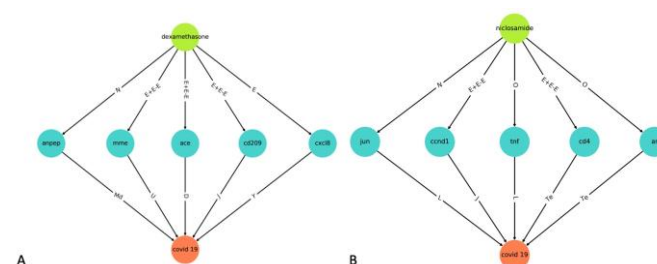 dexamethasone
N
E+E-E
E+E-E
E+E-E
E
anpep
mme
ace
cd209
cxcl8
Md
U
D
J
Y
covid 19
A
niclosamide
N
E+E-E
O
E+E-E
O
jun
ccnd1
tnf
cd4
L
J
L
Te
Te
covid 19
B